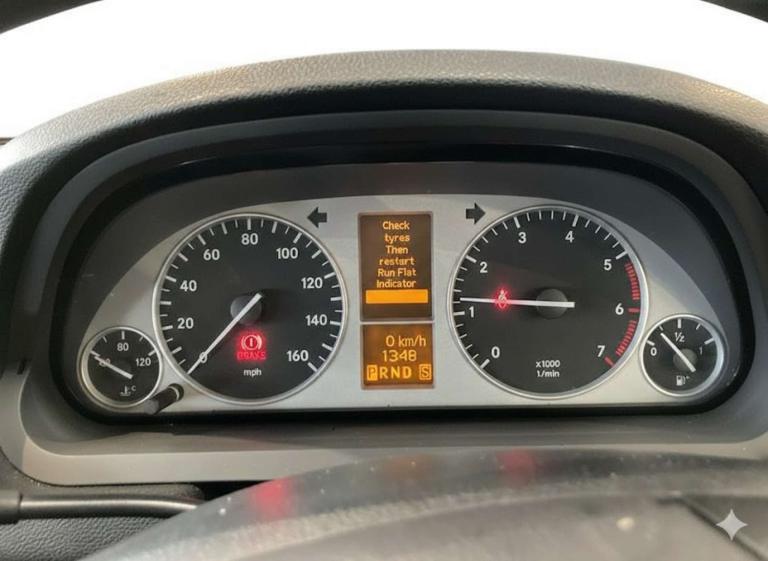 20
40
60
80
100
120
140
160
0
mph
BRAKE
80
120
°C
Check
tyres
Then
restart
Run Flat
Indicator
0 km/h
1348
P R N D S
0
1
2
3
4
5
6
7
x1000
1/min
0
½
1